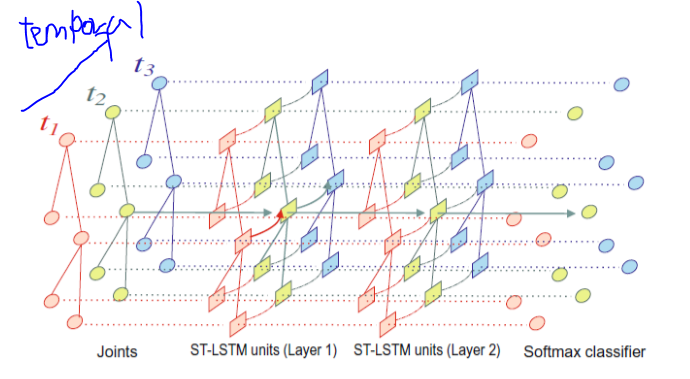 temporal
t3
t2
t1
Joints
ST-LSTM units (Layer 1)
ST-LSTM units (Layer 2)
Softmax classifier